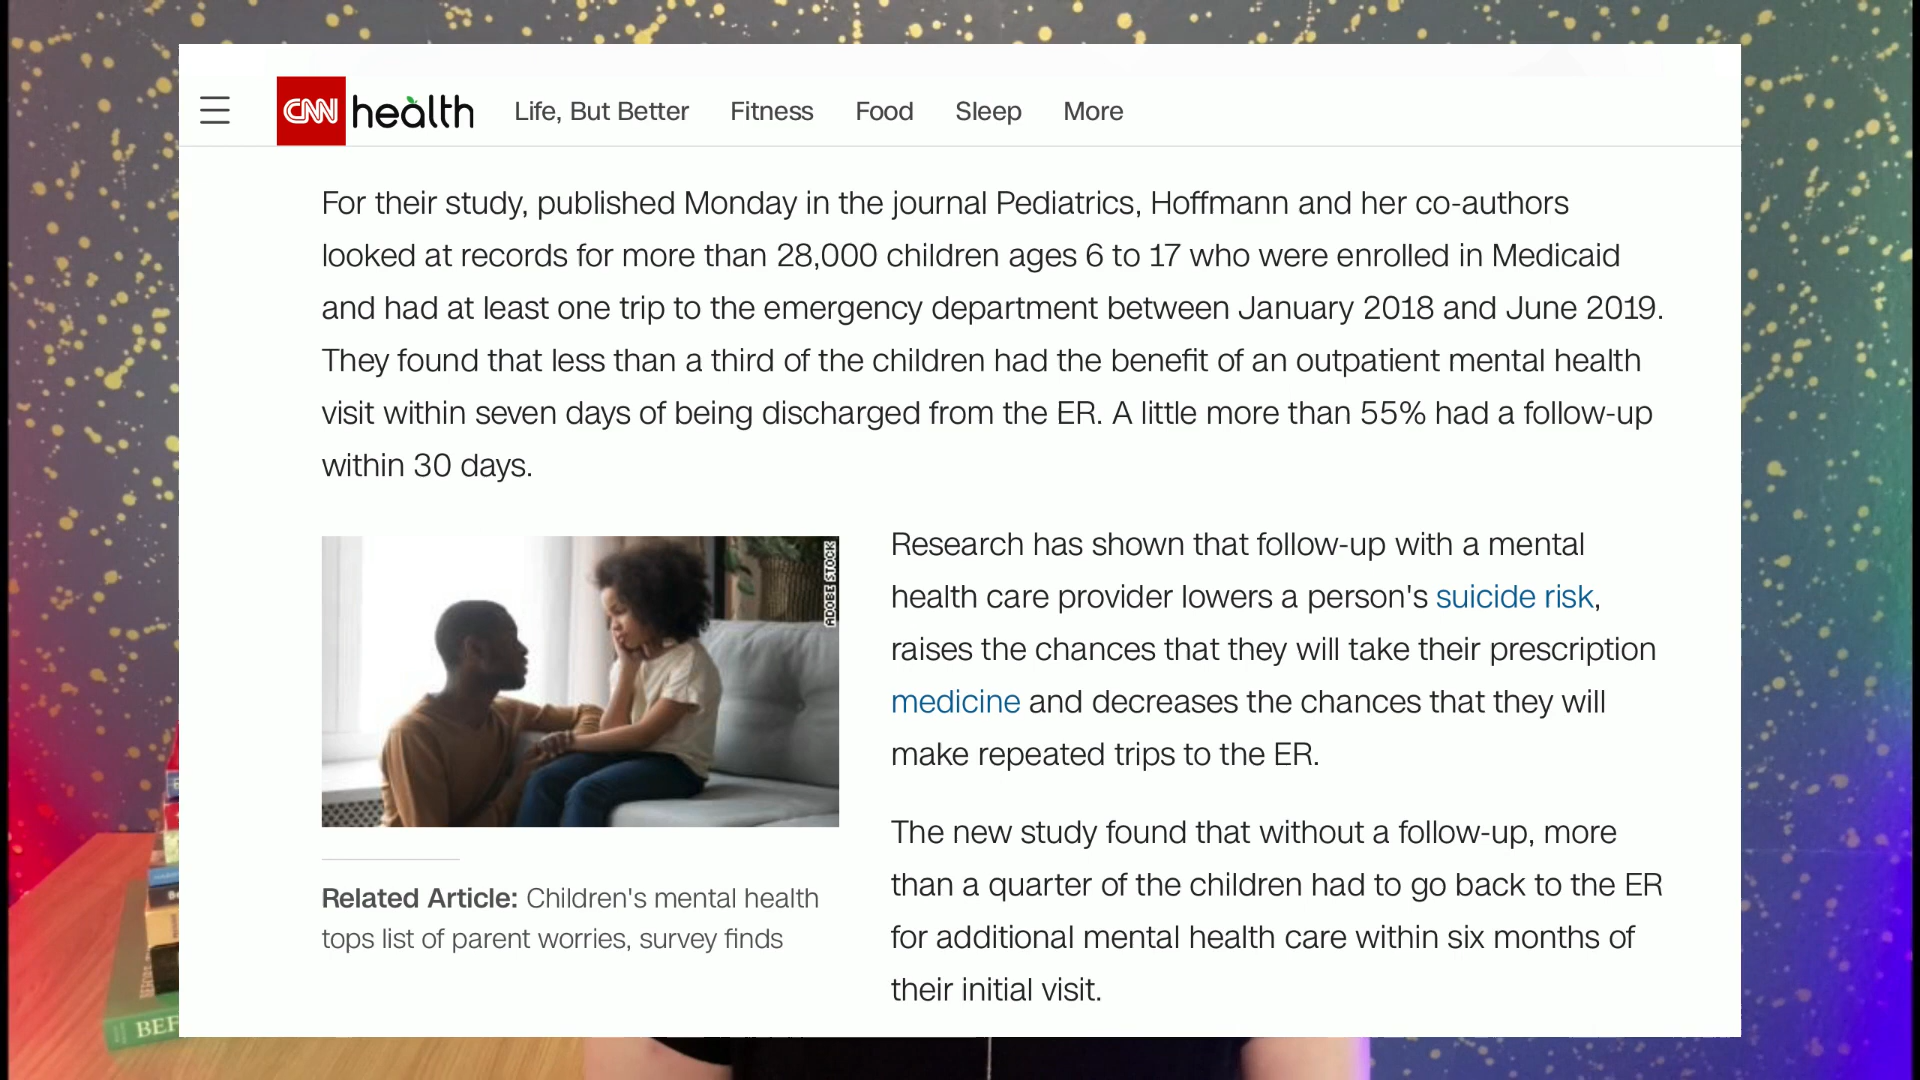 CNN health Life, But Better Fitness Food Sleep More
For their study, published Monday in the journal Pediatrics, Hoffmann and her co-authors
looked at records for more than 28,000 children ages 6 to 17 who were enrolled in Medicaid
and had at least one trip to the emergency department between January 2018 and June 2019.
They found that less than a third of the children had the benefit of an outpatient mental health
visit within seven days of being discharged from the ER. A little more than 55% had a follow-up
within 30 days.
ADOBE STOCK
Related Article: Children's mental health
tops list of parent worries, survey finds
Research has shown that follow-up with a mental
health care provider lowers a person's suicide risk,
raises the chances that they will take their prescription
medicine and decreases the chances that they will
make repeated trips to the ER.
The new study found that without a follow-up, more
than a quarter of the children had to go back to the ER
for additional mental health care within six months of
their initial visit.
BEF